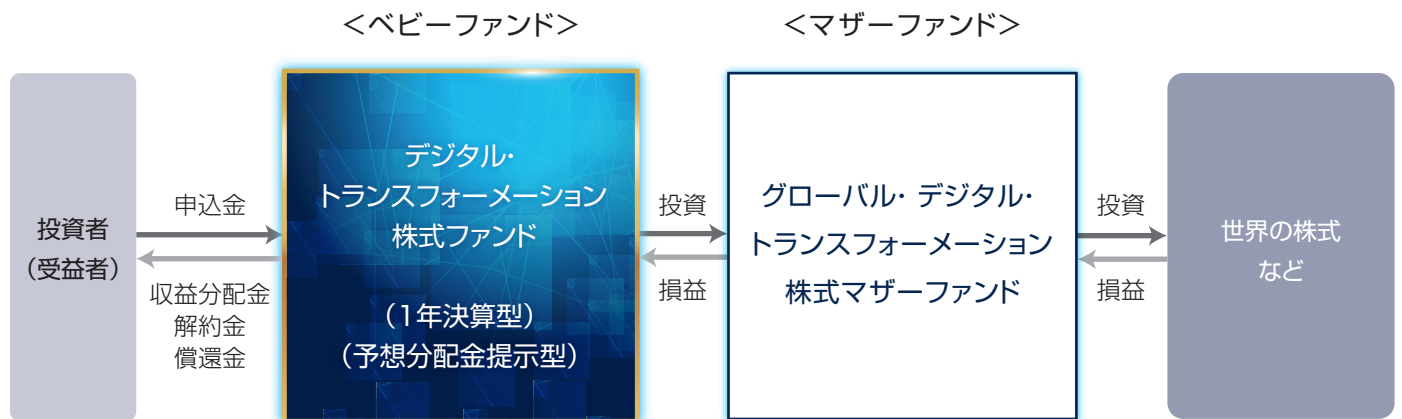 ＜ベビーファンド＞
＜マザーファンド＞
投資者
（受益者）
申込金
収益分配金
解約金
償還金
デジタル・
トランスフォーメーション
株式ファンド
（1年決算型）
（予想分配金提示型）
投資
損益
グローバル・デジタル・
トランスフォーメーション
株式マザーファンド
投資
損益
世界の株式
など